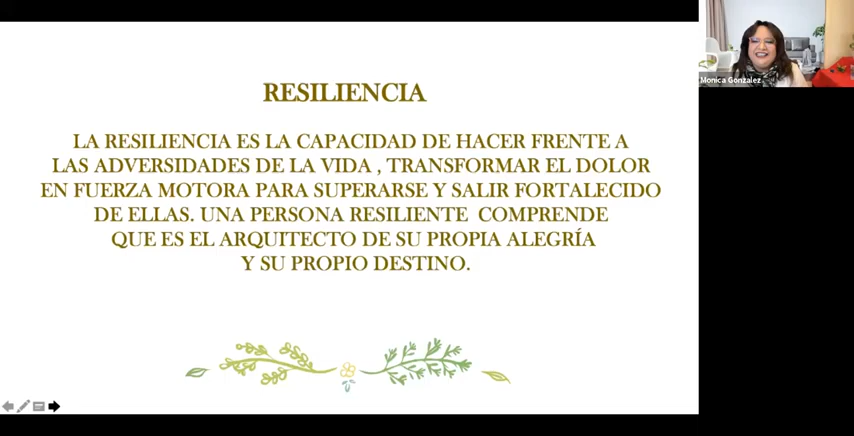 RESILIENCIA
LA RESILIENCIA ES LA CAPACIDAD DE HACER FRENTE A
LAS ADVERSIDADES DE LA VIDA , TRANSFORMAR EL DOLOR
EN FUERZA MOTORA PARA SUPERARSE Y SALIR FORTALECIDO
DE ELLAS. UNA PERSONA RESILIENTE COMPRENDE
QUE ES EL ARQUITECTO DE SU PROPIA ALEGRÍA
Y SU PROPIO DESTINO.
Monica Gonzalez